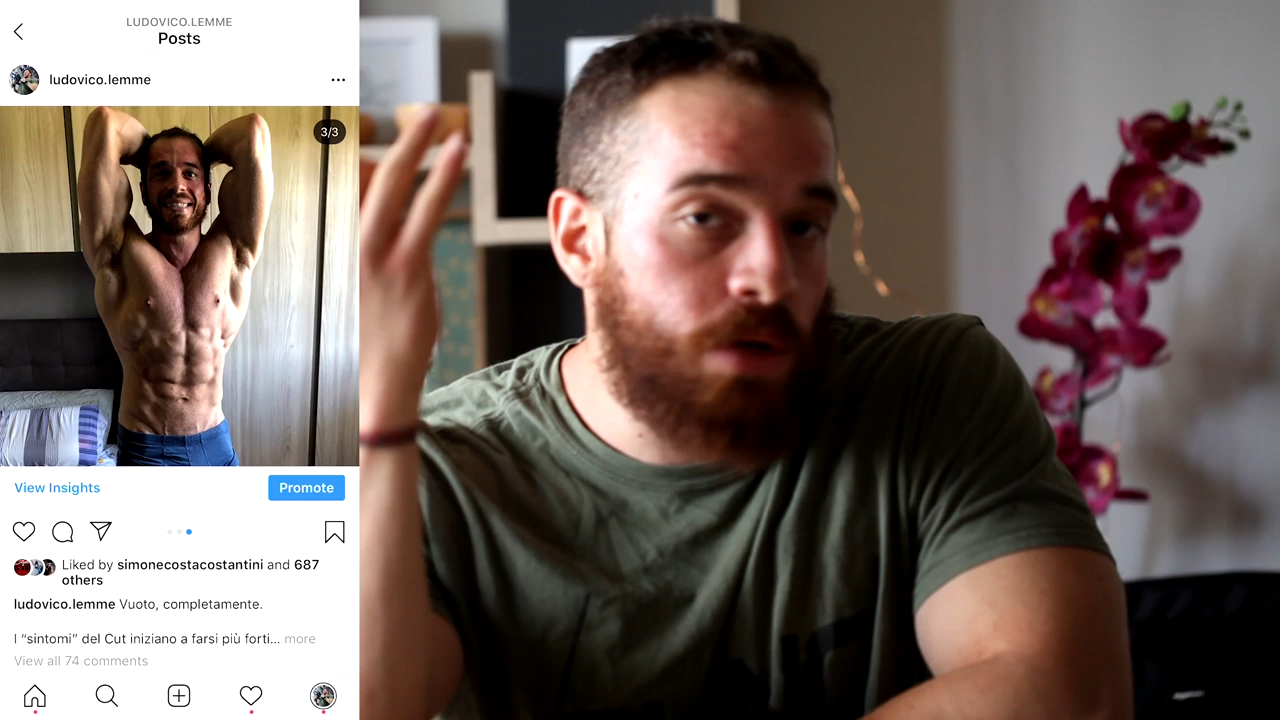 LUDOVICO.LEMME
Posts
ludovico.lemme
3/3
View Insights
Promote
Liked by simonecostacostantini and 687
others
ludovico.lemme Vuoto, completamente.
I “sintomi” del Cut iniziano a farsi più forti... more
View all 74 comments